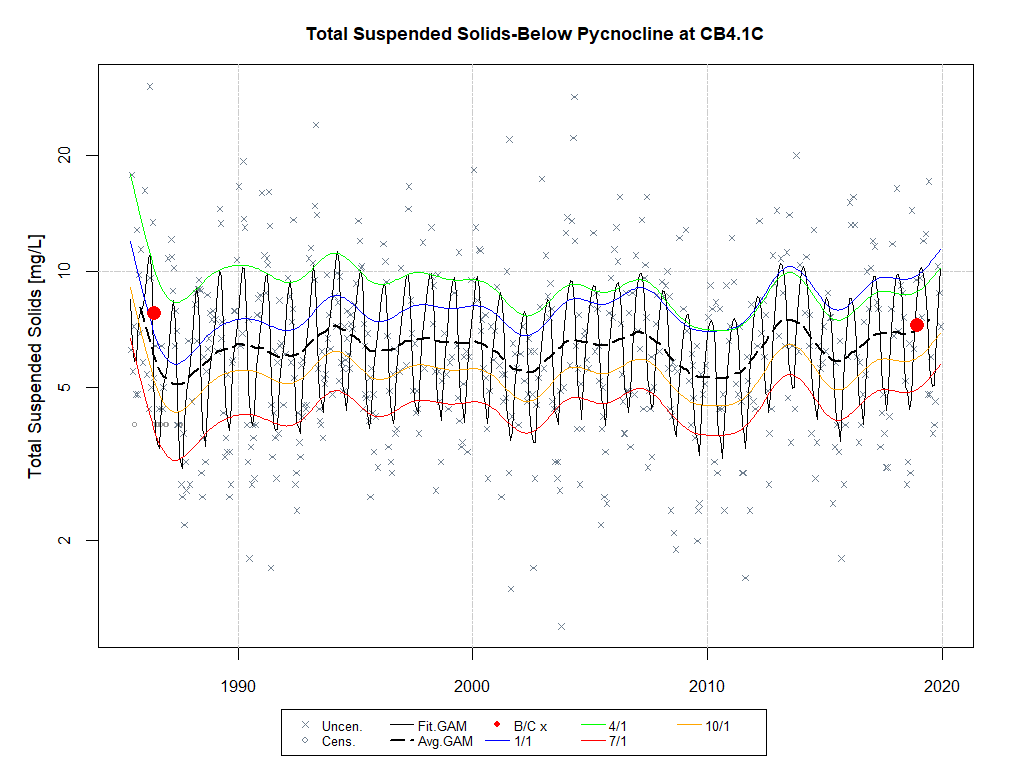 Total Suspended Solids-Below Pycnocline at CB4.1C
Total Suspended Solids [mg/L]
20
10
5
2
1990 2000 2010 2020
Uncen. Fit.GAM B/C x 4/1 10/1
Cens. Avg.GAM 1/1 7/1